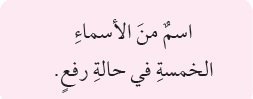 اسمٌ منَ الأسماءِ
الخمسةِ في حالةِ رفعٍ.